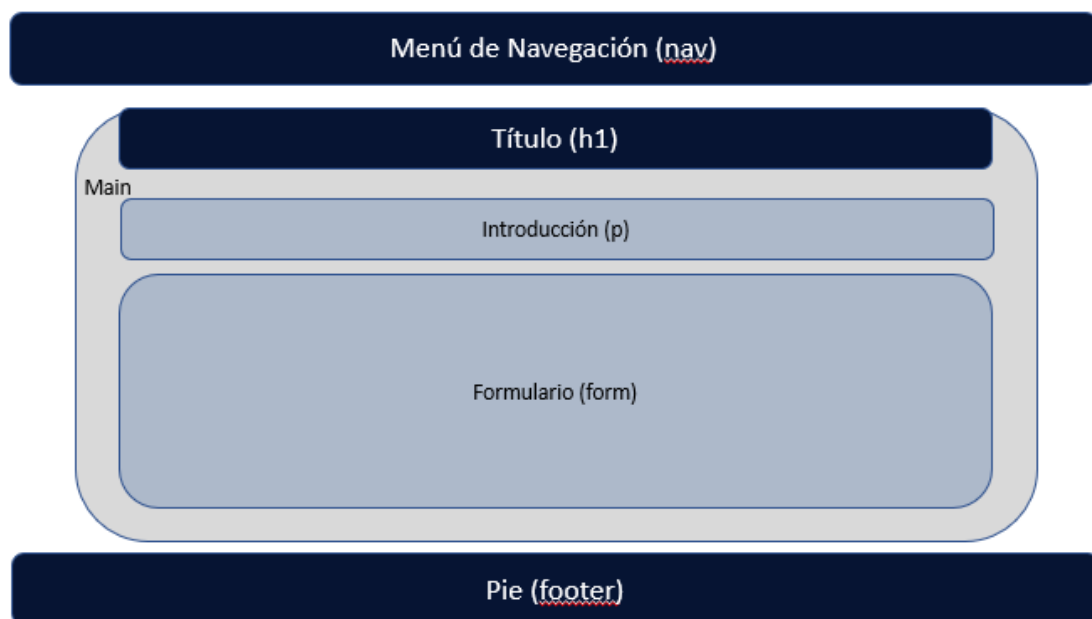 Menú de Navegación (nav)
Título (h1)
Main
Introducción (p)
Formulario (form)
Pie (footer)